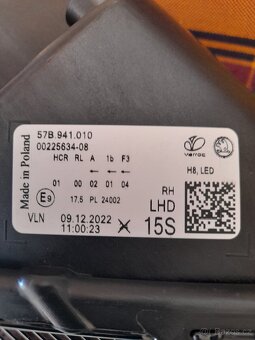 Made in Poland
57B.941.010
00225634-08
HCR RL A 1b F3
← ← ←
01 00 02 01 04
E9
17,5 PL 24002
VLN 09.12.2022
11:00:23
varroc
H8, LED
RH
LHD
15S